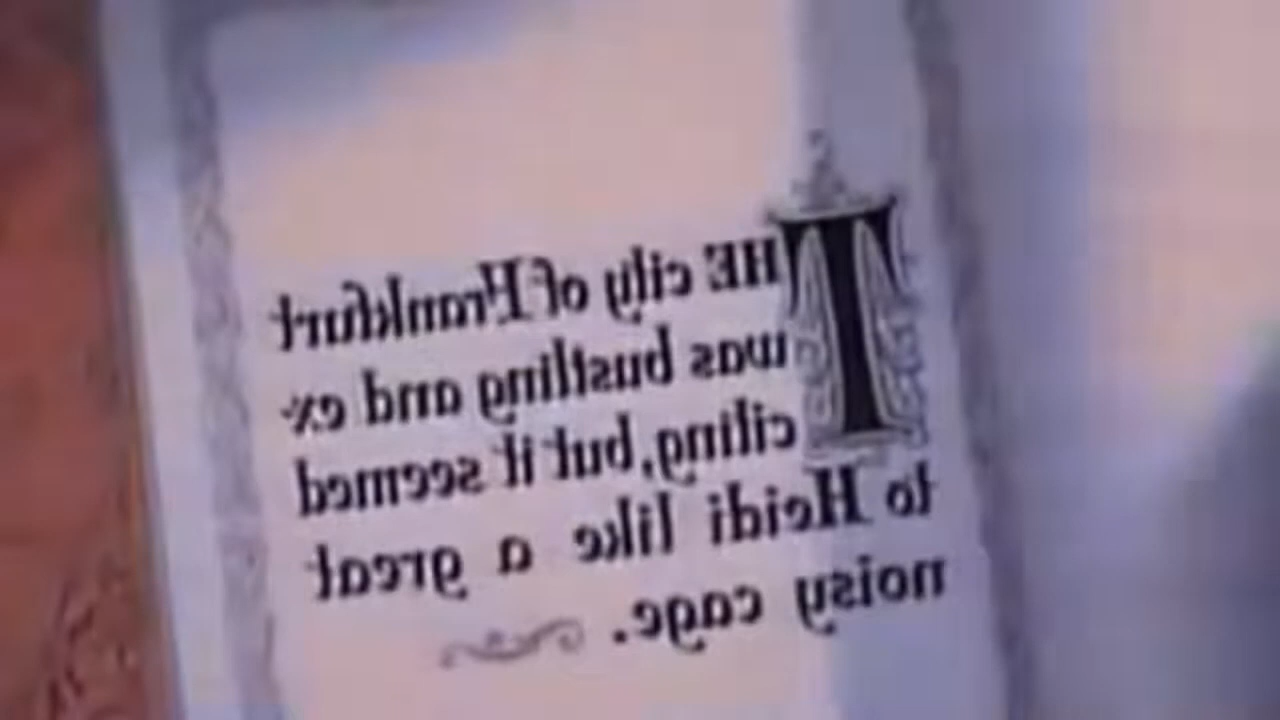 THE city of Frankfurt
was bustling and ex-
citing, but it seemed
to Heidi like a great
noisy cage.